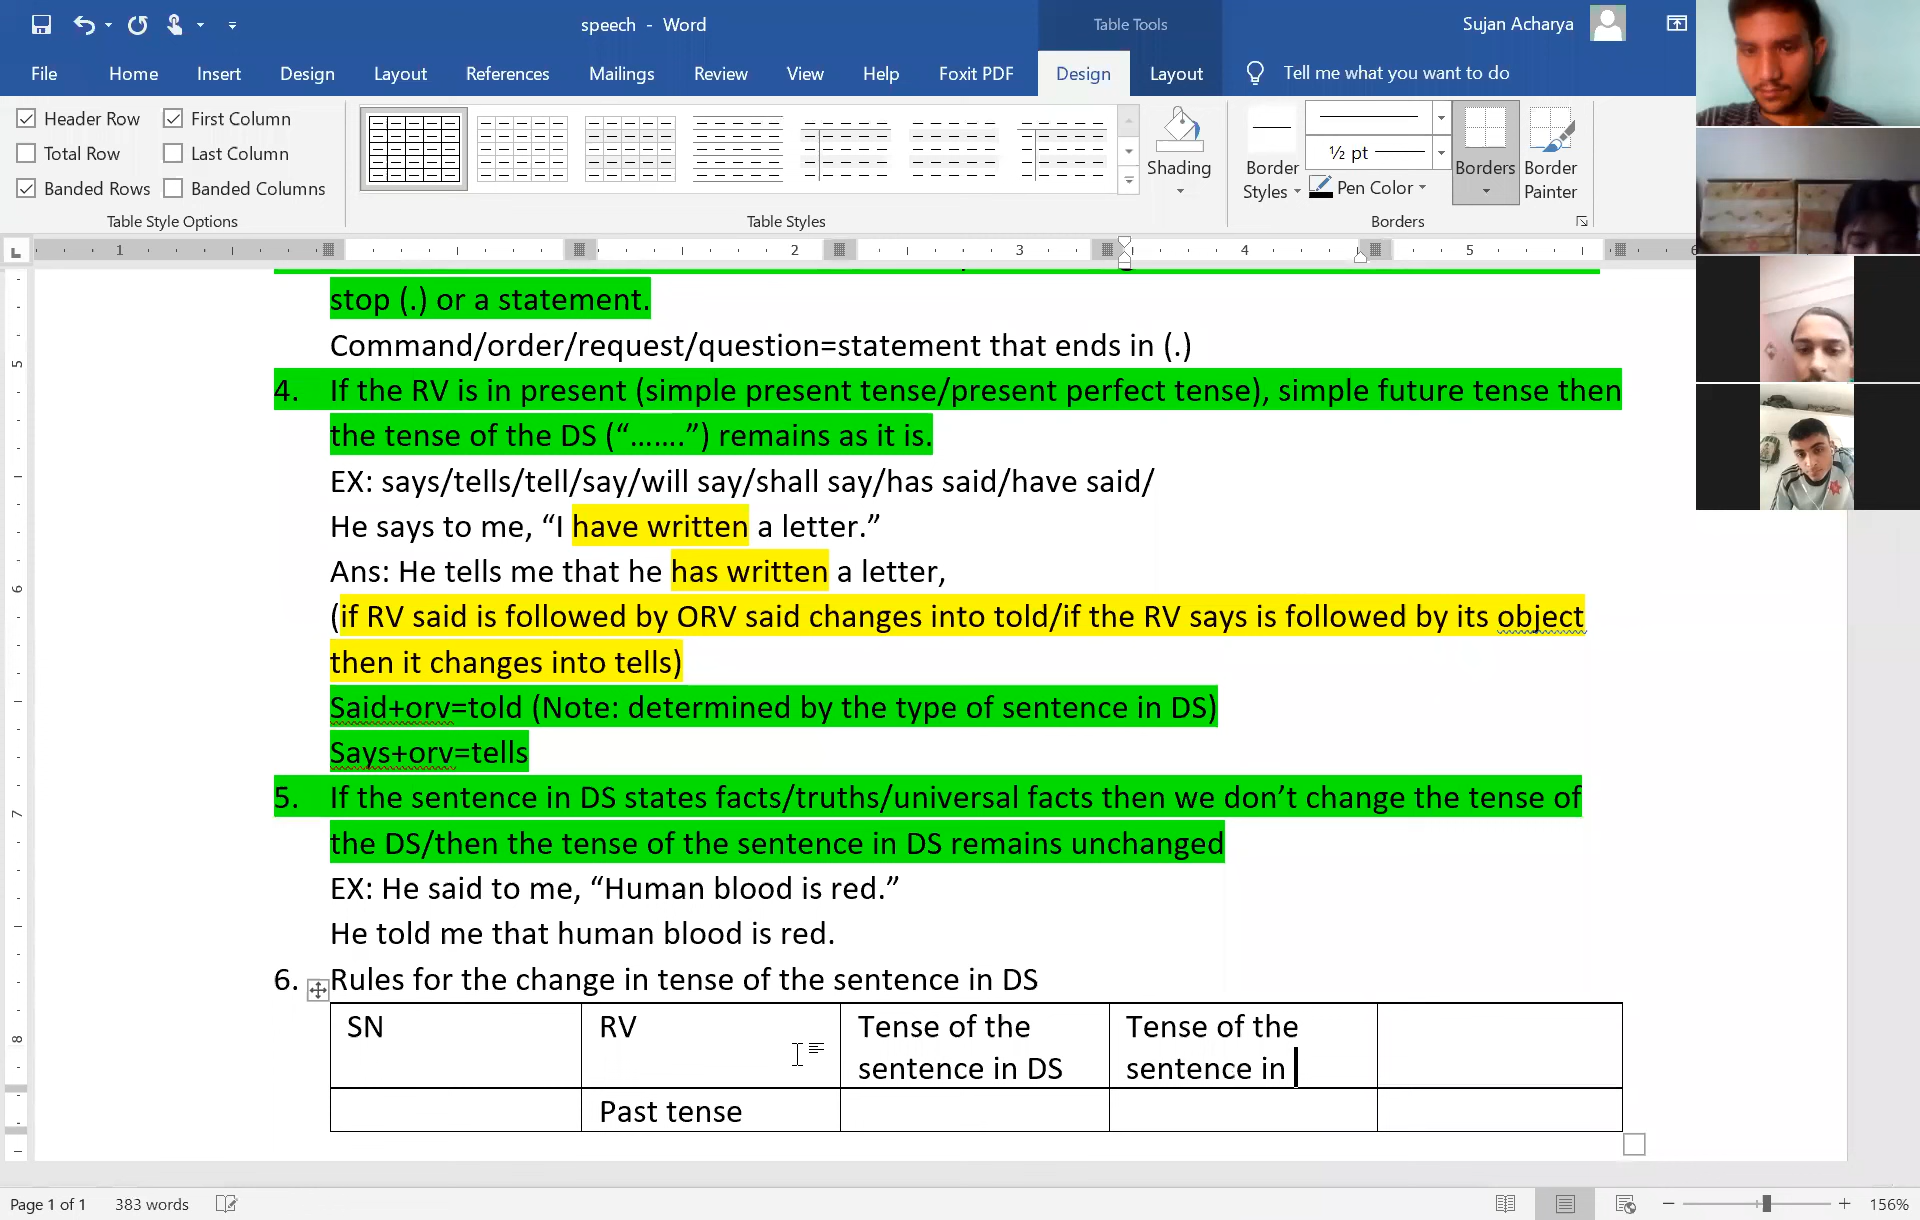 speech - Word
Table Tools
Sujan Acharya
File Home Insert Design Layout References Mailings Review View Help Foxit PDF Design Layout Tell me what you want to do
Header Row First Column
Total Row Last Column
Banded Rows Banded Columns
Table Style Options
Table Styles
Shading
Border Styles
½ pt
Pen Color
Borders
Border Painter
Borders
1 2 3 4 5
stop (.) or a statement.
Command/order/request/question=statement that ends in (.)
4. If the RV is in present (simple present tense/present perfect tense), simple future tense then
the tense of the DS (“…….”) remains as it is.
EX: says/tells/tell/say/will say/shall say/has said/have said/
He says to me, “I have written a letter.”
Ans: He tells me that he has written a letter,
(if RV said is followed by ORV said changes into told/if the RV says is followed by its object
then it changes into tells)
Said+orv=told (Note: determined by the type of sentence in DS)
Says+orv=tells
5. If the sentence in DS states facts/truths/universal facts then we don’t change the tense of
the DS/then the tense of the sentence in DS remains unchanged
EX: He said to me, “Human blood is red.”
He told me that human blood is red.
6. Rules for the change in tense of the sentence in DS
SN RV Tense of the Tense of the
sentence in DS sentence in
Past tense
5
6
7
8
Page 1 of 1 383 words
156%